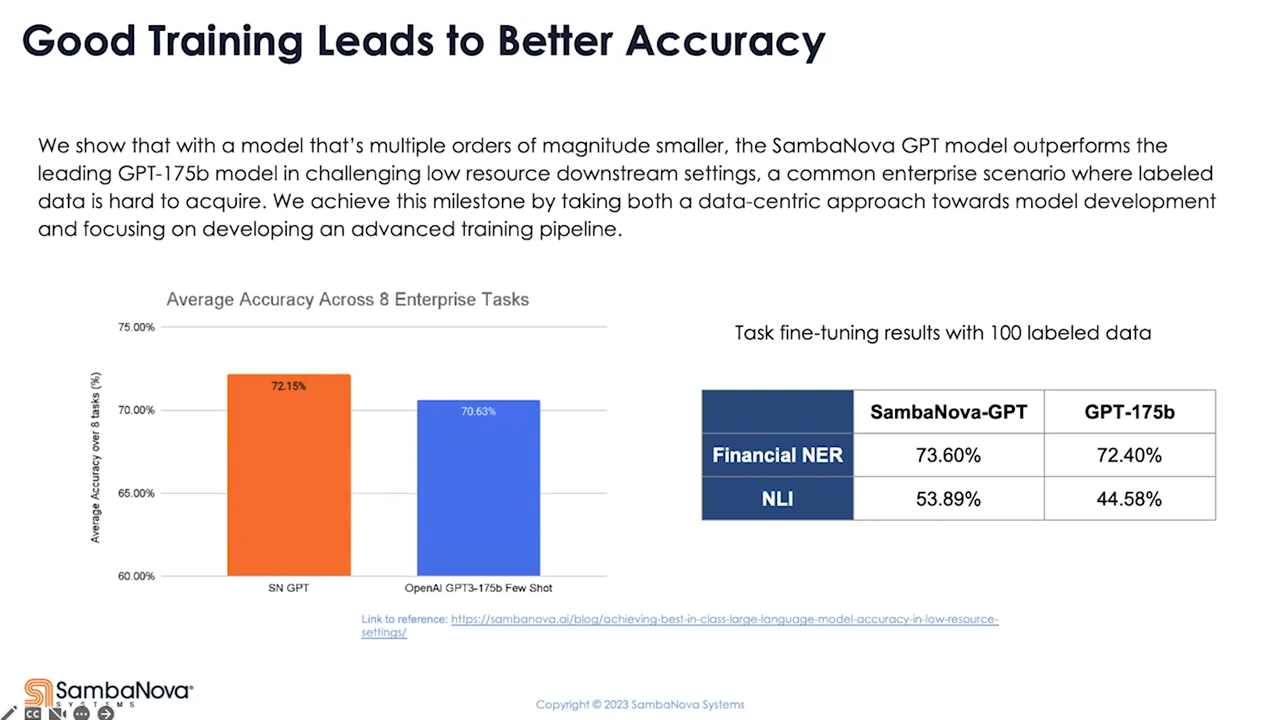 Good Training Leads to Better Accuracy
We show that with a model that's multiple orders of magnitude smaller, the SambaNova GPT model outperforms the
leading GPT-175b model in challenging low resource downstream settings, a common enterprise scenario where labeled
data is hard to acquire. We achieve this milestone by taking both a data-centric approach towards model development
and focusing on developing an advanced training pipeline.
Average Accuracy Across 8 Enterprise Tasks
Average Accuracy over 8 tasks (%)
75.00%
70.00%
65.00%
60.00%
72.15%
70.63%
SN GPT
OpenAI GPT3-175b Few Shot
Task fine-tuning results with 100 labeled data
SambaNova-GPT GPT-175b
Financial NER 73.60% 72.40%
NLI 53.89% 44.58%
Link to reference: https://sambanova.ai/blog/achieving-best-in-class-large-language-model-accuracy-in-low-resource-
settings/
SambaNova®
SYSTEMS
CC
Copyright © 2023 SambaNova Systems